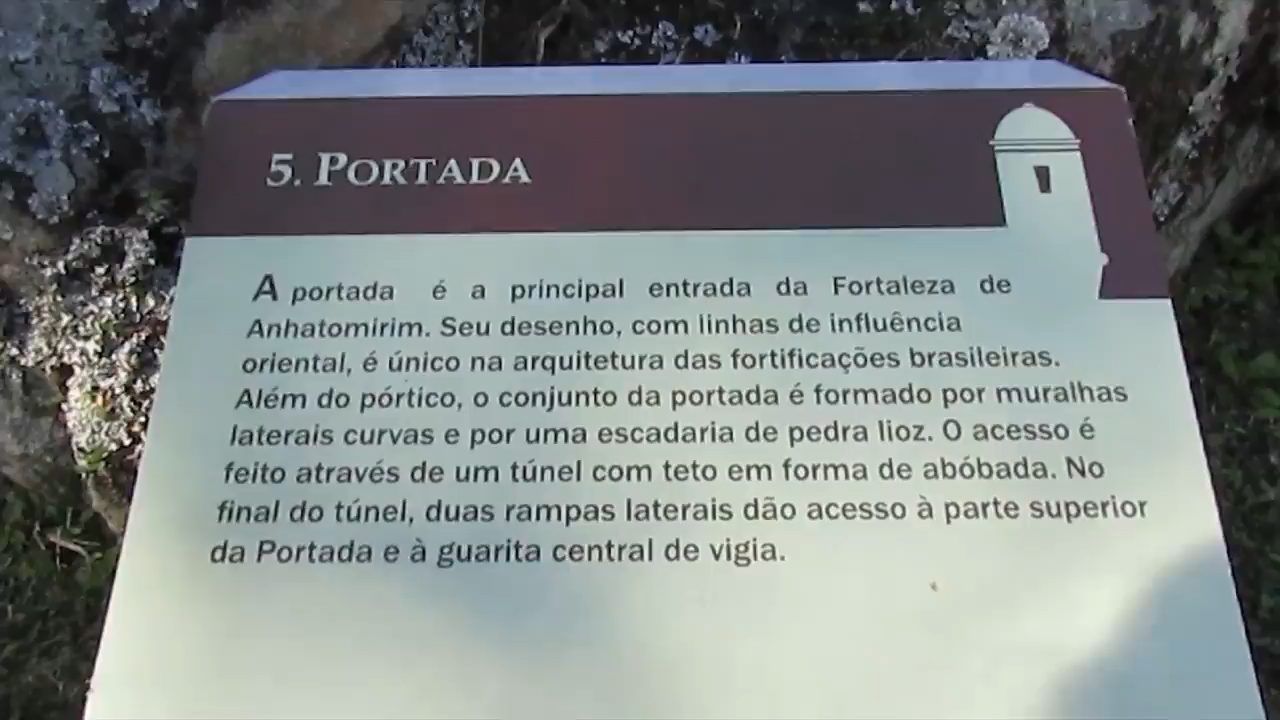 5. PORTADA
A portada é a principal entrada da Fortaleza de
Anhatomirim. Seu desenho, com linhas de influência
oriental, é único na arquitetura das fortificações brasileiras.
Além do pórtico, o conjunto da portada é formado por muralhas
laterais curvas e por uma escadaria de pedra lioz. O acesso é
feito através de um túnel com teto em forma de abóbada. No
final do túnel, duas rampas laterais dão acesso à parte superior
da Portada e à guarita central de vigia.